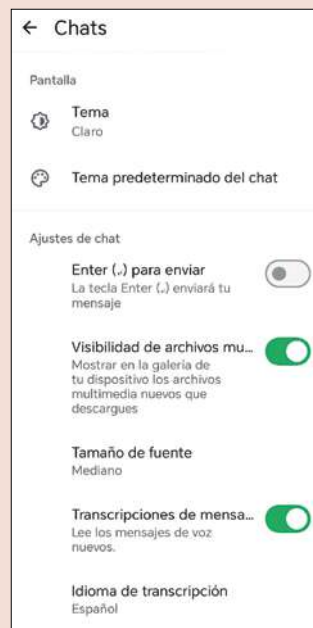 ← Chats
Pantalla
Tema
Claro
Tema predeterminado del chat
Ajustes de chat
Enter (↲) para enviar
La tecla Enter (↲) enviará tu
mensaje
Visibilidad de archivos mu...
Mostrar en la galería de
tu dispositivo los archivos
multimedia nuevos que
descargues
Tamaño de fuente
Mediano
Transcripciones de mensa...
Lee los mensajes de voz
nuevos.
Idioma de transcripción
Español